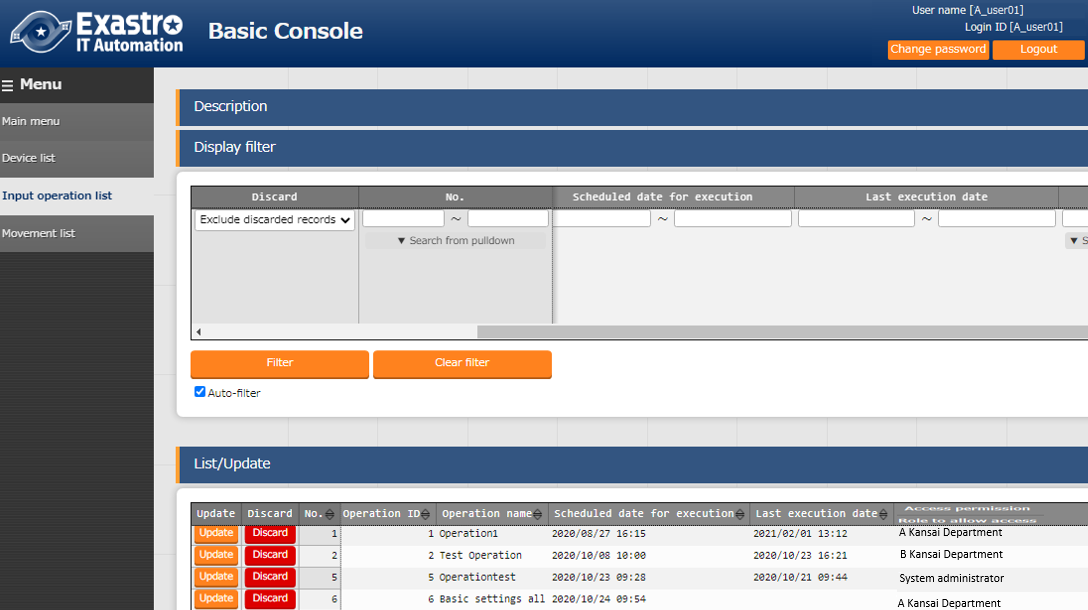 Exastro
IT Automation
Basic Console
User name [A_user01]
Login ID [A_user01]
Change password
Logout
Menu
Main menu
Device list
Input operation list
Movement list
Description
Display filter
Discard No. Scheduled date for execution Last execution date
Exclude discarded records ~ ~ ~
▼ Search from pulldown ▼ S
Filter Clear filter
Auto-filter
List/Update
Update Discard No. Operation ID Operation name Scheduled date for execution Last execution date Access permission
Role to allow access
Update Discard 1 1 Operation1 2020/08/27 16:15 2021/02/01 13:12 A Kansai Department
Update Discard 2 2 Test Operation 2020/10/08 10:00 2020/10/23 16:21 B Kansai Department
Update Discard 5 5 Operationtest 2020/10/23 09:28 2020/10/21 09:44 System administrator
Update Discard 6 6 Basic settings all 2020/10/24 09:54 A Kansai Department